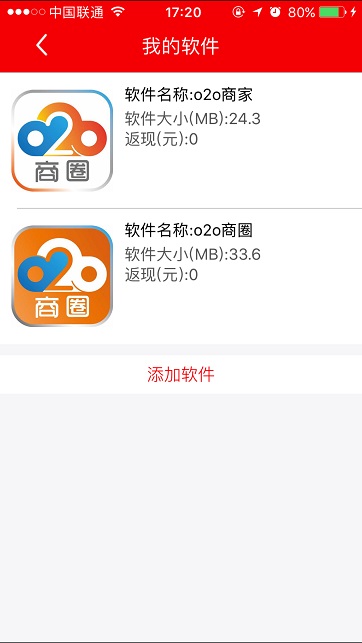 中国联通 17:20 80%
我的软件
o2o
商圈
软件名称:o2o商家
软件大小(MB):24.3
返现(元):0
o2o
商圈
软件名称:o2o商圈
软件大小(MB):33.6
返现(元):0
添加软件